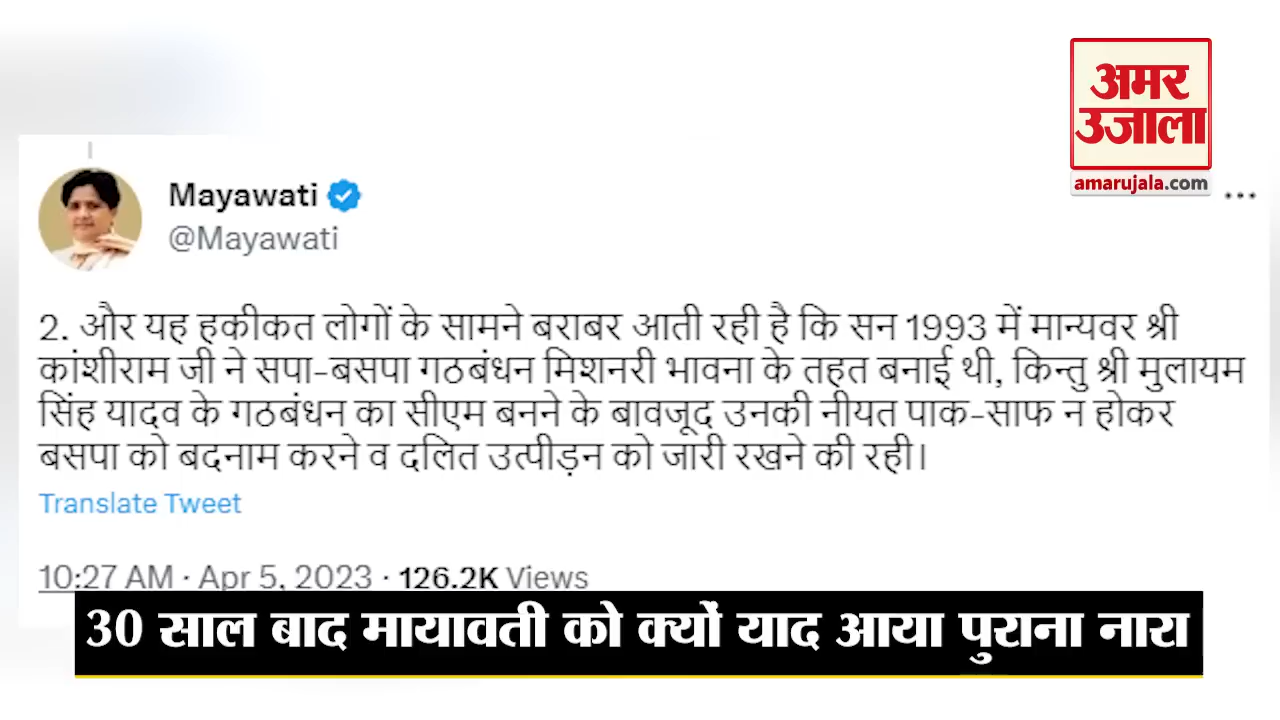 अमर
उजाला
amarujala.com
Mayawati
@Mayawati
2. और यह हकीकत लोगों के सामने बराबर आती रही है कि सन 1993 में मान्यवर श्री
कांशीराम जी ने सपा-बसपा गठबंधन मिशनरी भावना के तहत बनाई थी, किन्तु श्री मुलायम
सिंह यादव के गठबंधन का सीएम बनने के बावजूद उनकी नीयत पाक-साफ न होकर
बसपा को बदनाम करने व दलित उत्पीड़न को जारी रखने की रही।
Translate Tweet
10:27 AM · Apr 5, 2023 · 126.2K Views
30 साल बाद मायावती को क्यों याद आया पुराना नारा